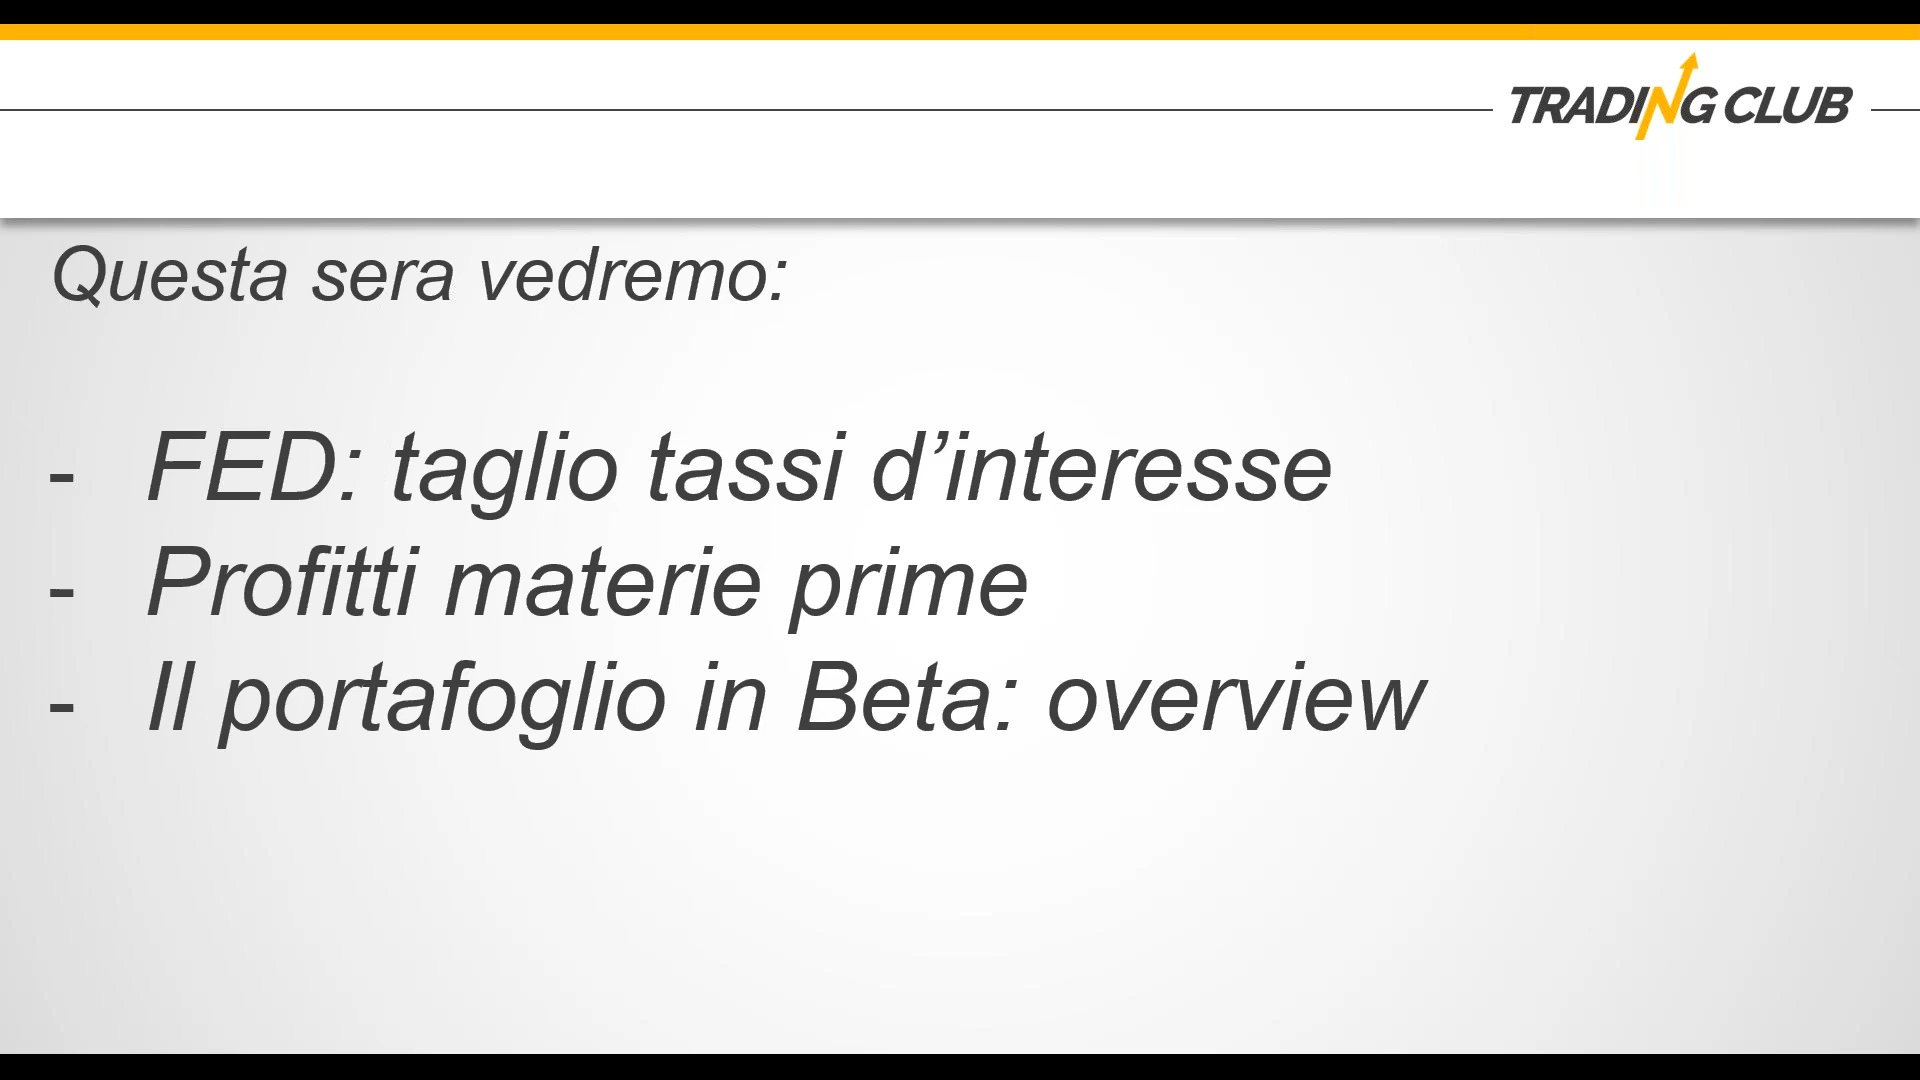 TRADING CLUB
Questa sera vedremo:
- FED: taglio tassi d’interesse
- Profitti materie prime
- Il portafoglio in Beta: overview